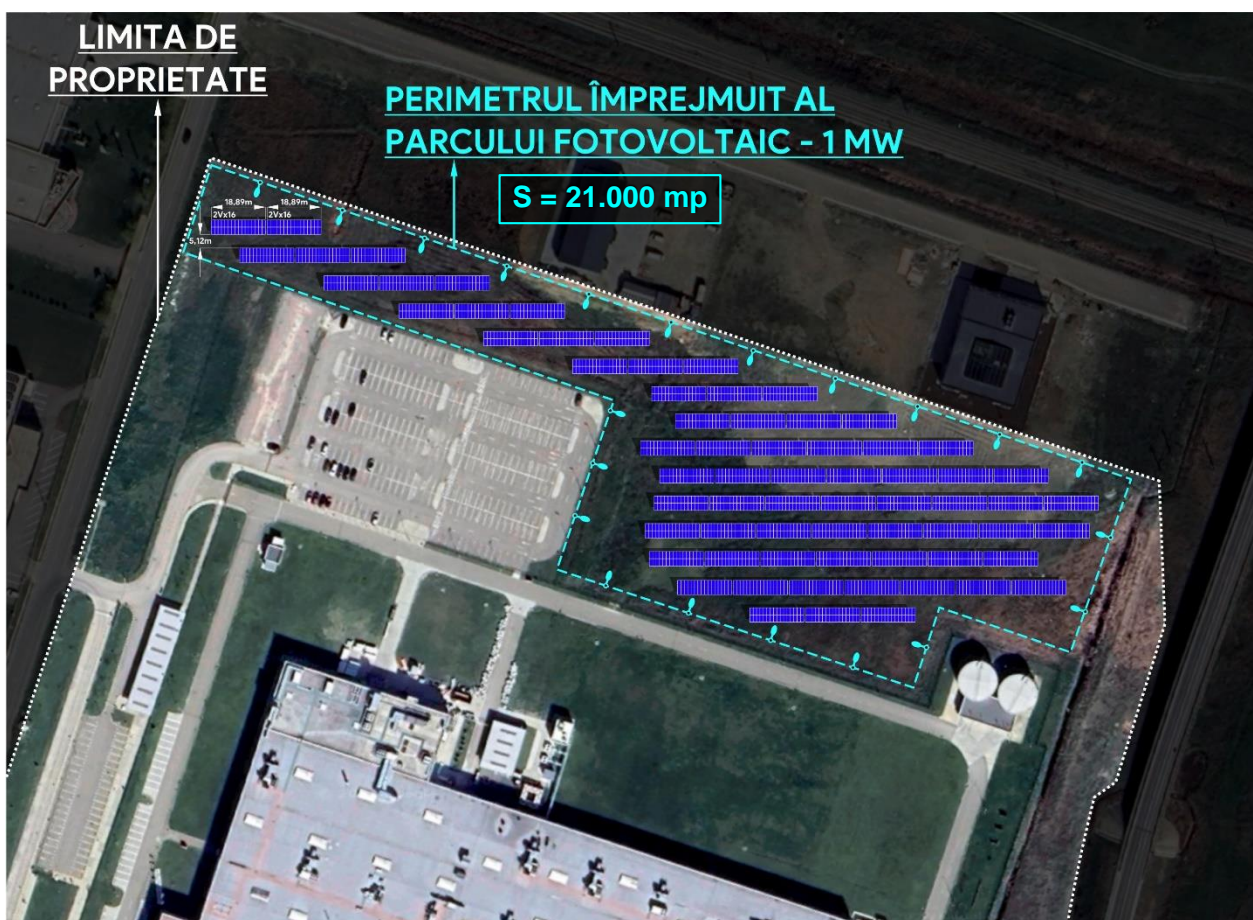 LIMITA DE
PROPRIETATE
PERIMETRUL ÎMPREJMUIT AL
PARCULUI FOTOVOLTAIC - 1 MW
S = 21.000 mp
18,89m 18,89m
2Vx16 2Vx16
5,12m